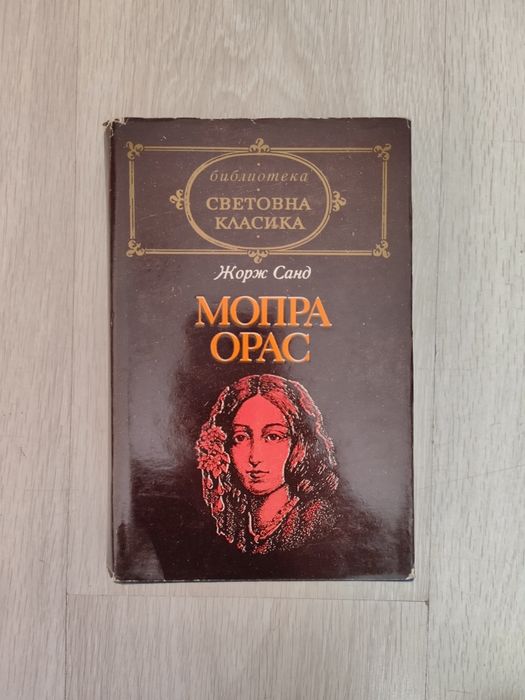 библиотека
СВЕТОВНА
КЛАСИКА
Жорж Санд
МОПРА
ОРАС